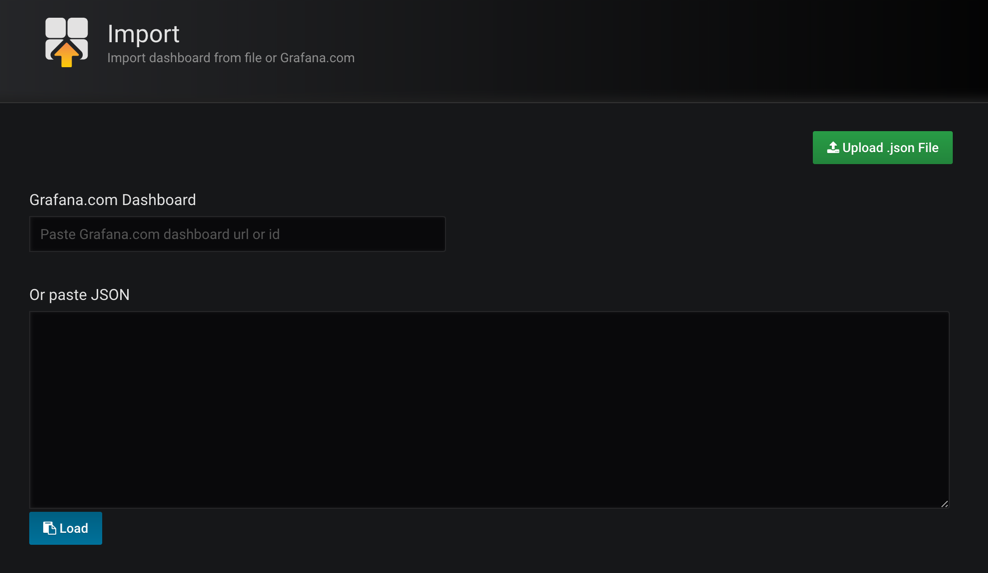 Import
Import dashboard from file or Grafana.com
Upload .json File
Grafana.com Dashboard
Paste Grafana.com dashboard url or id
Or paste JSON
Load